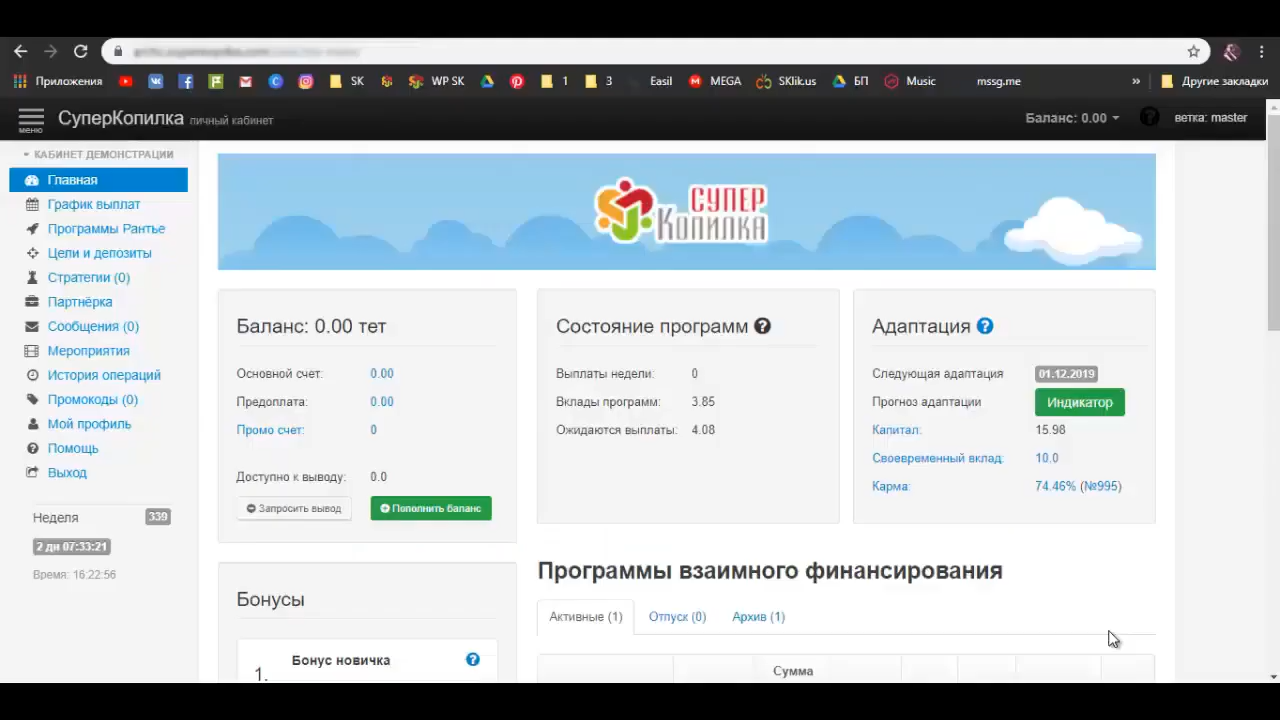 Приложения
SK
WP SK
1
3
Easil
MEGA
SKlik.us
БП
Music
mssg.me
»
Другие закладки
меню
СуперКопилка личный кабинет
Баланс: 0.00
ветка: master
КАБИНЕТ ДЕМОНСТРАЦИИ
Главная
График выплат
Программы Рантье
Цели и депозиты
Стратегии (0)
Партнёрка
Сообщения (0)
Мероприятия
История операций
Промокоды (0)
Мой профиль
Помощь
Выход
Неделя 339
2 дн 07:33:21
Время: 16:22:56
СУПЕР
Копилка
Баланс: 0.00 тет
Основной счет: 0.00
Предоплата: 0.00
Промо счет: 0
Доступно к выводу: 0.0
Запросить вывод
Пополнить баланс
Состояние программ ?
Выплаты недели: 0
Вклады программ: 3.85
Ожидаются выплаты: 4.08
Адаптация ?
Следующая адаптация 01.12.2019
Прогноз адаптации Индикатор
Капитал: 15.98
Своевременный вклад: 10.0
Карма: 74.46% (№995)
Бонусы
1. Бонус новичка ?
Программы взаимного финансирования
Активные (1)
Отпуск (0)
Архив (1)
Сумма